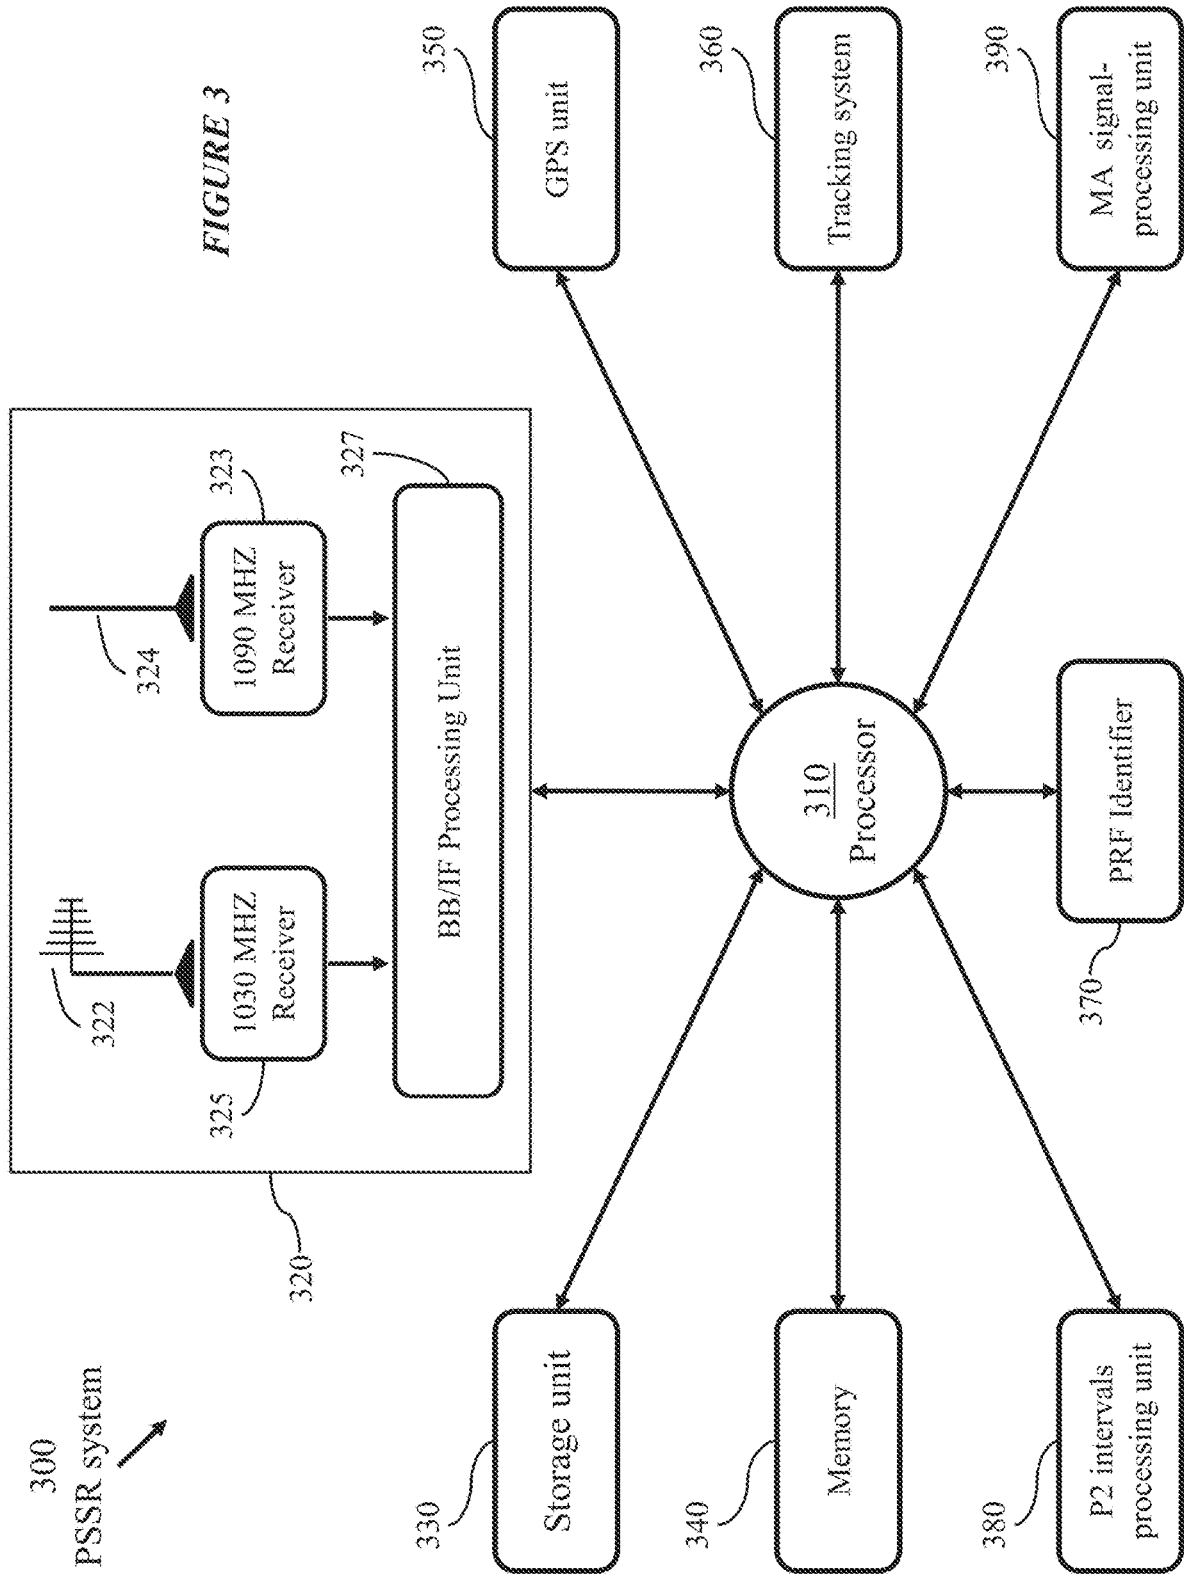 300
PSSR system
FIGURE 3
320
322
324
325
1030 MHZ
Receiver
1090 MHZ
Receiver
323
327
BB/IF Processing Unit
330
Storage unit
350
GPS unit
340
Memory
310
Processor
360
Tracking system
380
P2 intervals
processing unit
370
PRF Identifier
390
MA signal-
processing unit